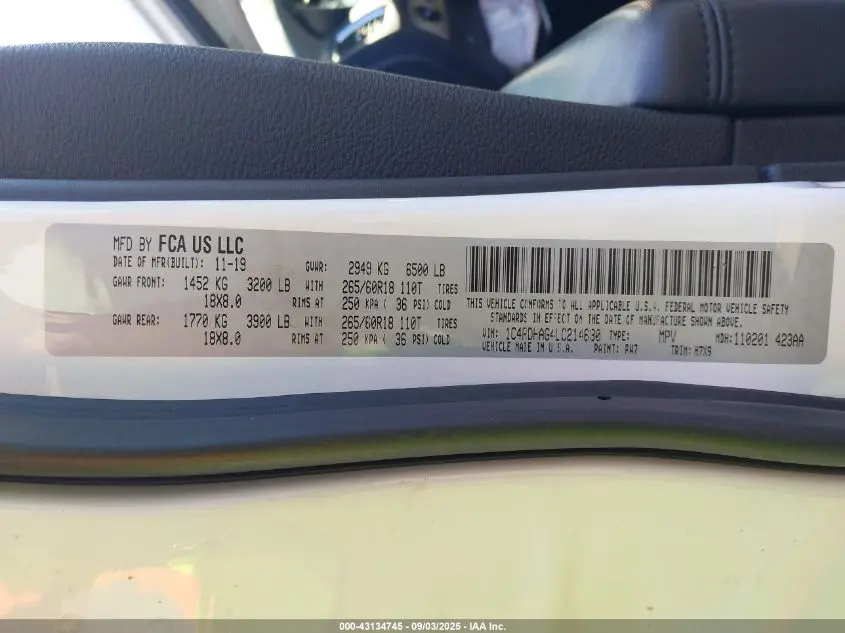 MFD BY FCA US LLC
DATE OF MFR(BUILT): 11-19 GVWR: 2949 KG 6500 LB
GAWR FRONT: 1452 KG 3200 LB WITH 265/60R18 110T TIRES
18X8.0 RIMS AT 250 KPA ( 36 PSI) COLD
GAWR REAR: 1770 KG 3900 LB WITH 265/60R18 110T TIRES
18X8.0 RIMS AT 250 KPA ( 36 PSI) COLD
THIS VEHICLE CONFORMS TO ALL APPLICABLE U.S.A. FEDERAL MOTOR VEHICLE SAFETY
STANDARDS IN EFFECT ON THE DATE OF MANUFACTURE SHOWN ABOVE.
VIN: 1C4RDHAG4LC214630 TYPE: MPV MDH:110201 423AA
VEHICLE MADE IN U.S.A. PAINT: PW7 TRIM: H7X9
000-43134745 - 09/03/2025 - IAA Inc.